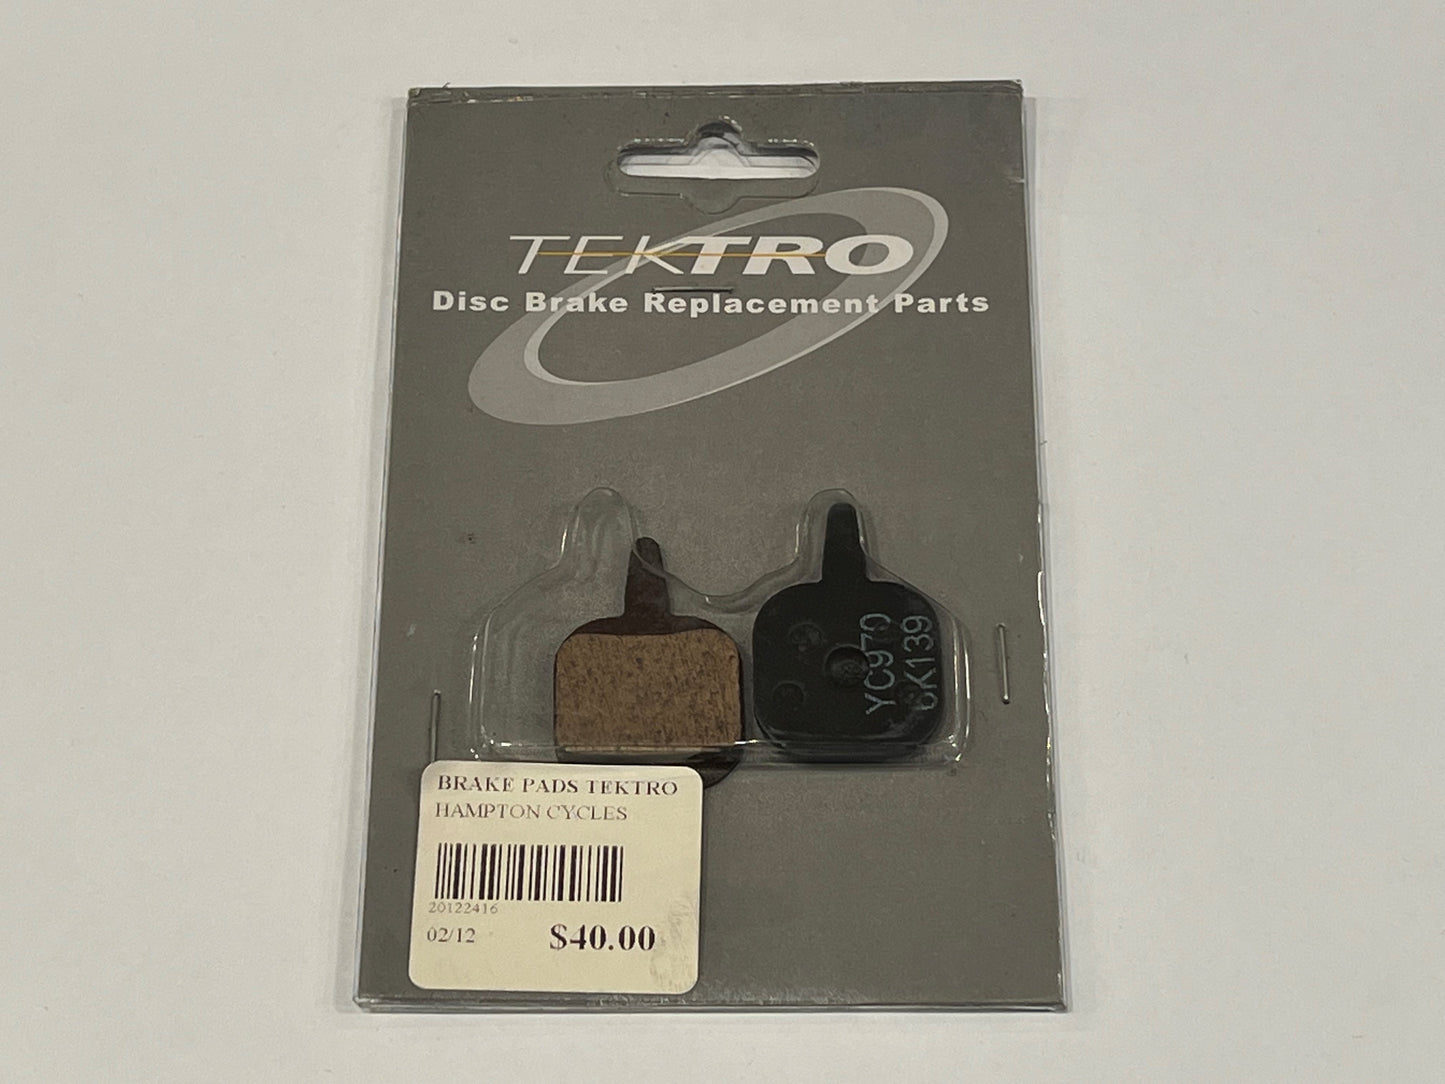 TEKTRO
Disc Brake Replacement Parts
YC970
6K139
BRAKE PADS TEKTRO
HAMPTON CYCLES
20122416
02/12
$40.00